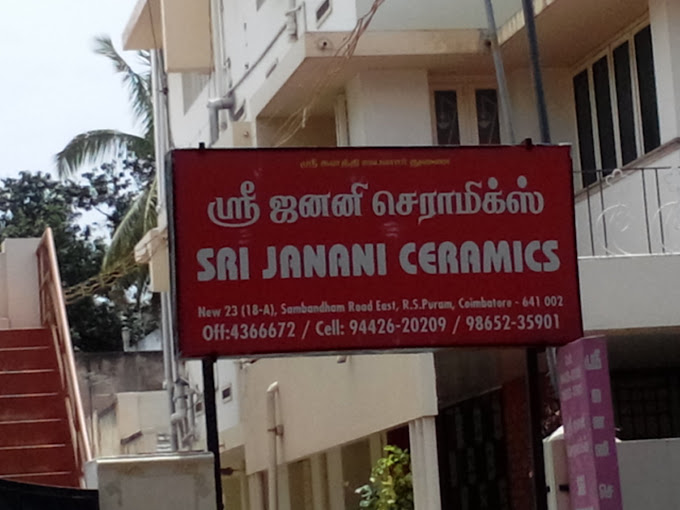 ஸ்ரீ ஜனனி செராமிக்ஸ்
SRI JANANI CERAMICS
New 23 (18-A), Sambandham Road East, R.S.Puram, Coimbatore - 641 002
Off:4366672 / Cell: 94426-20209 / 98652-35901